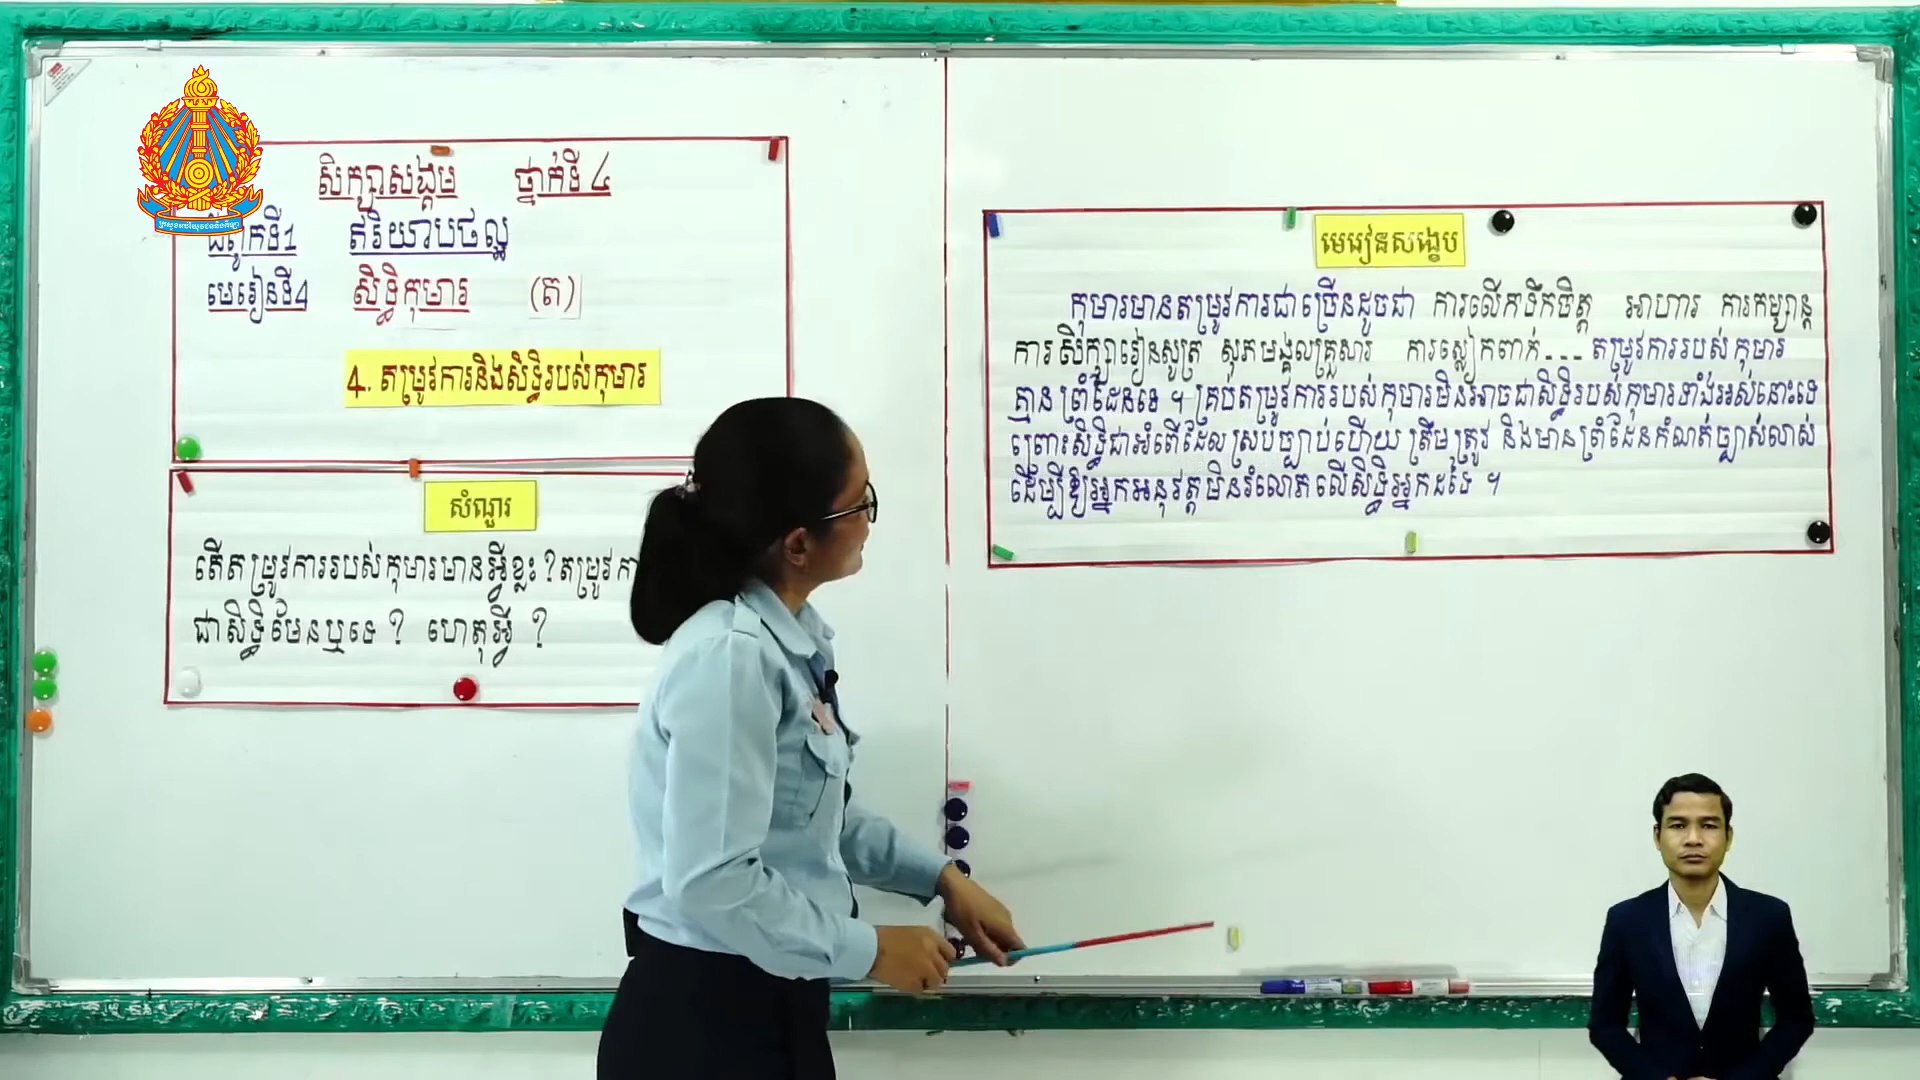 សិក្សាសង្គម ថ្នាក់ទី ៤
ជំពូកទី1 ឥរិយាបថល្អ
មេរៀនទី4 សិទ្ធិកុមារ (ត)
4. តម្រូវការនិងសិទ្ធិរបស់កុមារ
សំណួរ
តើតម្រូវការរបស់កុមារមានអ្វីខ្លះ ? តម្រូវកា
ជាសិទ្ធិមែនឬទេ ? ហេតុអ្វី ?
មេរៀនសង្ខេប
កុមារមានតម្រូវការជាច្រើនដូចជា ការលើកទឹកចិត្ត អាហារ ការកម្សាន្ត
ការសិក្សារៀនសូត្រ សុភមង្គលគ្រួសារ ការស្លៀកពាក់... តម្រូវការរបស់កុមារ
គ្មានព្រំដែនទេ ។ គ្រប់តម្រូវការរបស់កុមារមិនអាចជាសិទ្ធិរបស់កុមារទាំងអស់នោះទេ
ព្រោះសិទ្ធិជាអំពើដែលស្របច្បាប់ហើយ ត្រឹមត្រូវ និងមានព្រំដែនកំណត់ច្បាស់លាស់
ដើម្បីឱ្យអ្នកអនុវត្តមិនរំលោភលើសិទ្ធិអ្នកដទៃ ។